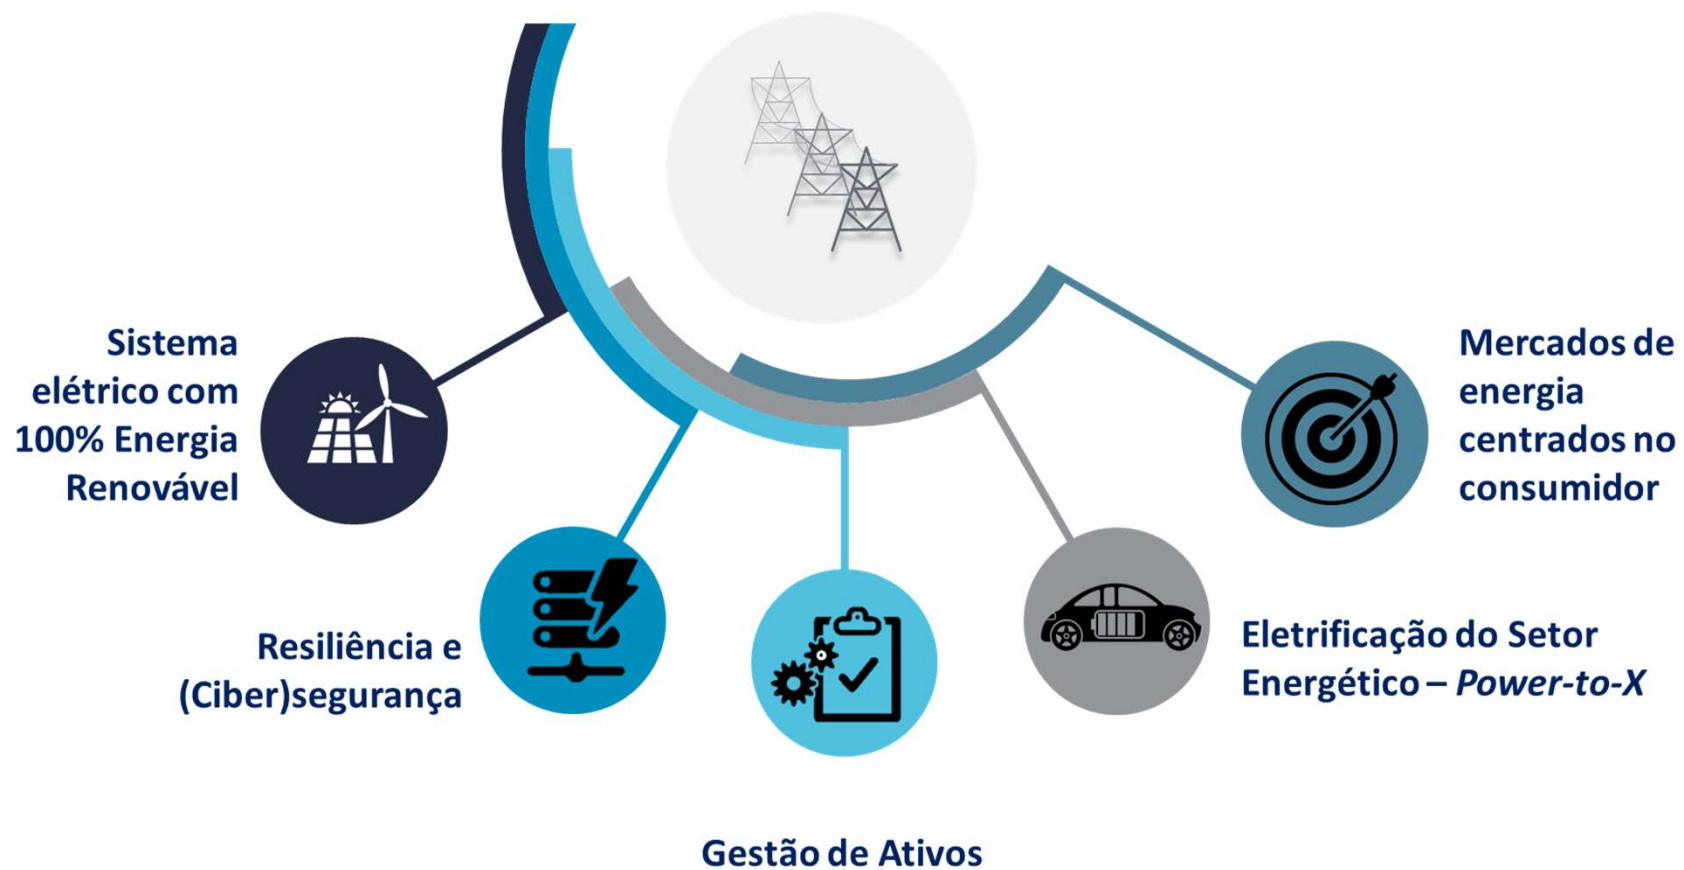 Sistema
elétrico com
100% Energia
Renovável
Resiliência e
(Ciber)segurança
Gestão de Ativos
Eletrificação do Setor
Energético – Power-to-X
Mercados de
energia
centrados no
consumidor